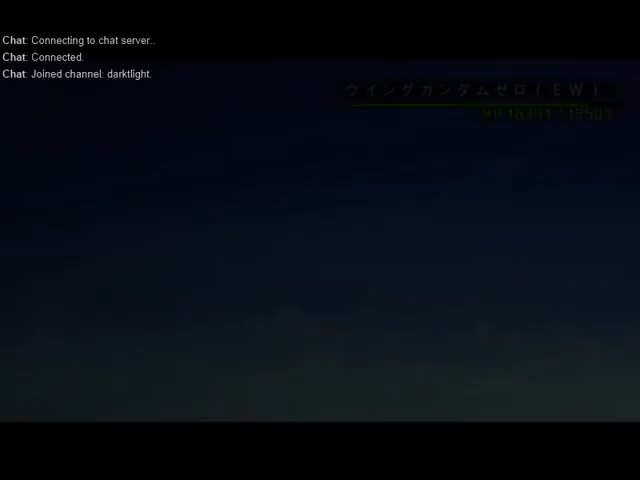 Chat: Connecting to chat server..
Chat: Connected.
Chat: Joined channel: darktlight.
ウイングガンダムゼロ(EW)